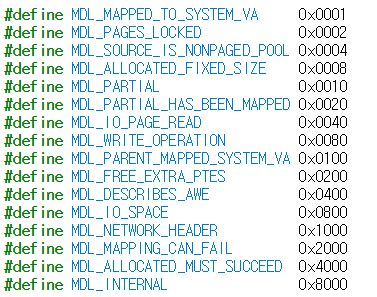 #define MDL_MAPPED_TO_SYSTEM_VA 0x0001
#define MDL_PAGES_LOCKED 0x0002
#define MDL_SOURCE_IS_NONPAGED_POOL 0x0004
#define MDL_ALLOCATED_FIXED_SIZE 0x0008
#define MDL_PARTIAL 0x0010
#define MDL_PARTIAL_HAS_BEEN_MAPPED 0x0020
#define MDL_IO_PAGE_READ 0x0040
#define MDL_WRITE_OPERATION 0x0080
#define MDL_PARENT_MAPPED_SYSTEM_VA 0x0100
#define MDL_FREE_EXTRA_PTES 0x0200
#define MDL_DESCRIBES_AWE 0x0400
#define MDL_IO_SPACE 0x0800
#define MDL_NETWORK_HEADER 0x1000
#define MDL_MAPPING_CAN_FAIL 0x2000
#define MDL_ALLOCATED_MUST_SUCCEED 0x4000
#define MDL_INTERNAL 0x8000